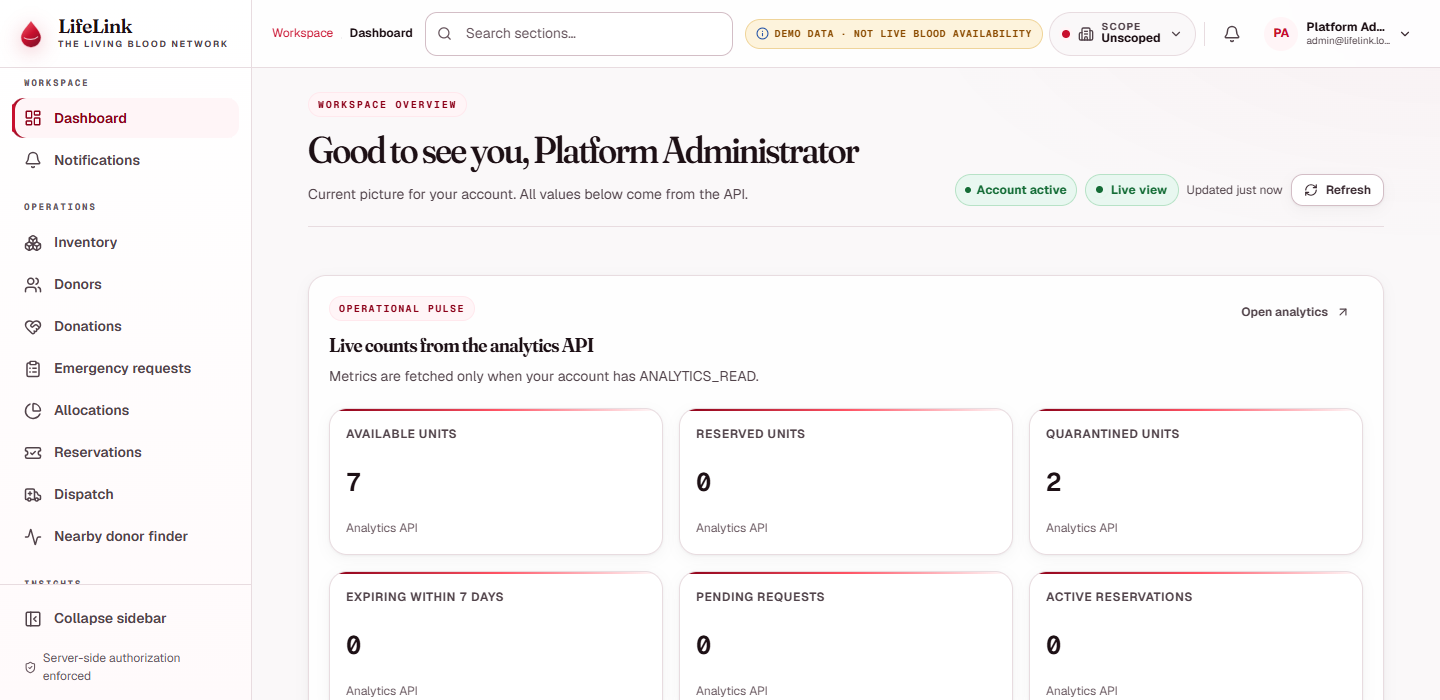 LifeLink
THE LIVING BLOOD NETWORK
Workspace
Dashboard
Search sections...
DEMO DATA · NOT LIVE BLOOD AVAILABILITY
SCOPE
Unscoped
PA
Platform Ad...
admin@lifelink.lo...
WORKSPACE
Dashboard
Notifications
OPERATIONS
Inventory
Donors
Donations
Emergency requests
Allocations
Reservations
Dispatch
Nearby donor finder
INSIGHTS
Collapse sidebar
Server-side authorization
enforced
WORKSPACE OVERVIEW
Good to see you, Platform Administrator
Current picture for your account. All values below come from the API.
Account active
Live view
Updated just now
Refresh
OPERATIONAL PULSE
Open analytics
Live counts from the analytics API
Metrics are fetched only when your account has ANALYTICS_READ.
AVAILABLE UNITS
7
Analytics API
RESERVED UNITS
0
Analytics API
QUARANTINED UNITS
2
Analytics API
EXPIRING WITHIN 7 DAYS
0
Analytics API
PENDING REQUESTS
0
Analytics API
ACTIVE RESERVATIONS
0
Analytics API